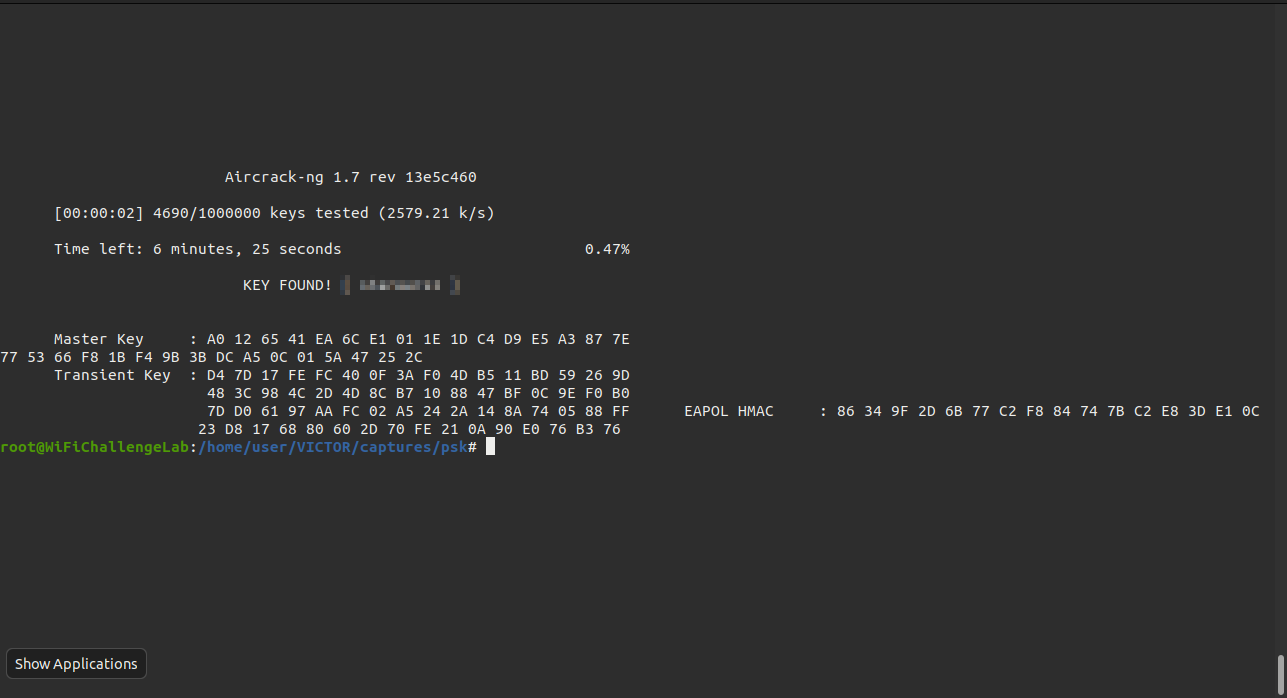 Aircrack-ng 1.7 rev 13e5c460
[00:00:02] 4690/1000000 keys tested (2579.21 k/s)
Time left: 6 minutes, 25 seconds 0.47%
KEY FOUND!
Master Key : A0 12 65 41 EA 6C E1 01 1E 1D C4 D9 E5 A3 87 7E
77 53 66 F8 1B F4 9B 3B DC A5 0C 01 5A 47 25 2C
Transient Key : D4 7D 17 FE FC 40 0F 3A F0 4D B5 11 BD 59 26 9D
48 3C 98 4C 2D 4D 8C B7 10 88 47 BF 0C 9E F0 B0
7D D0 61 97 AA FC 02 A5 24 2A 14 8A 74 05 88 FF EAPOL HMAC : 86 34 9F 2D 6B 77 C2 F8 84 74 7B C2 E8 3D E1 0C
23 D8 17 68 80 60 2D 70 FE 21 0A 90 E0 76 B3 76
root@WiFiChallengeLab:/home/user/VICTOR/captures/psk#
Show Applications